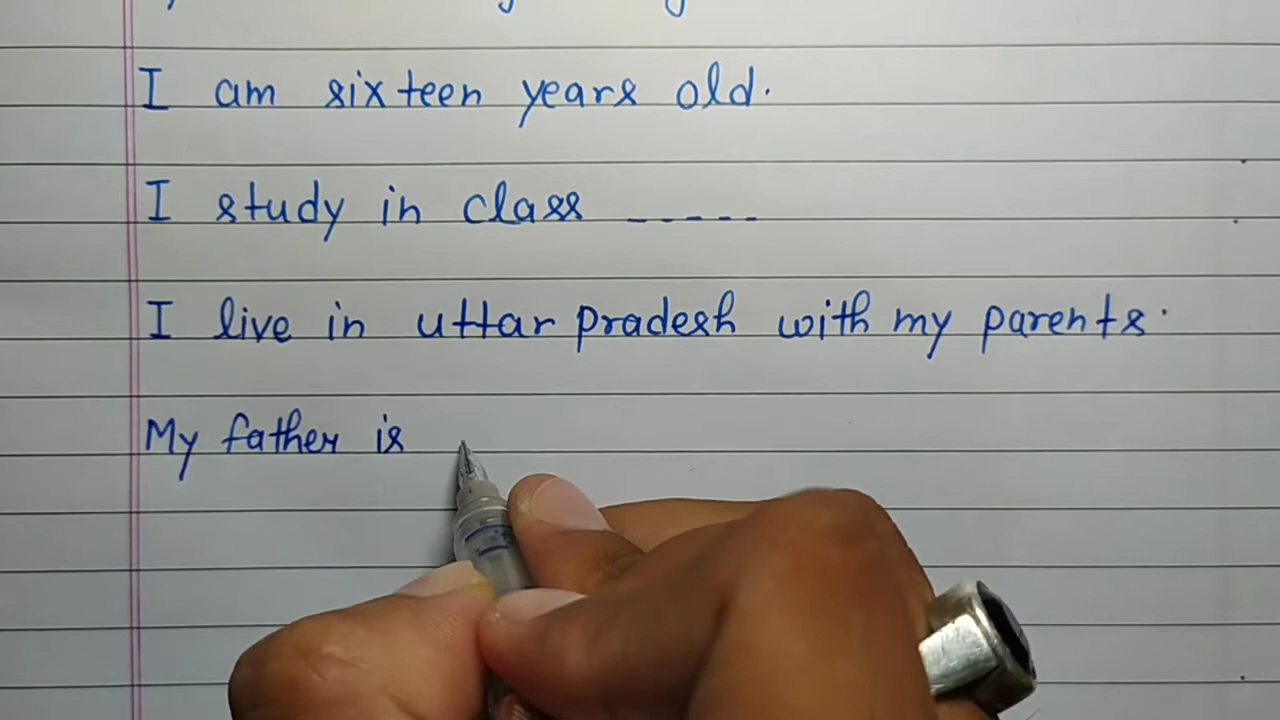 I am sixteen years old.
I study in class -----
I live in uttar pradesh with my parents.
My father is